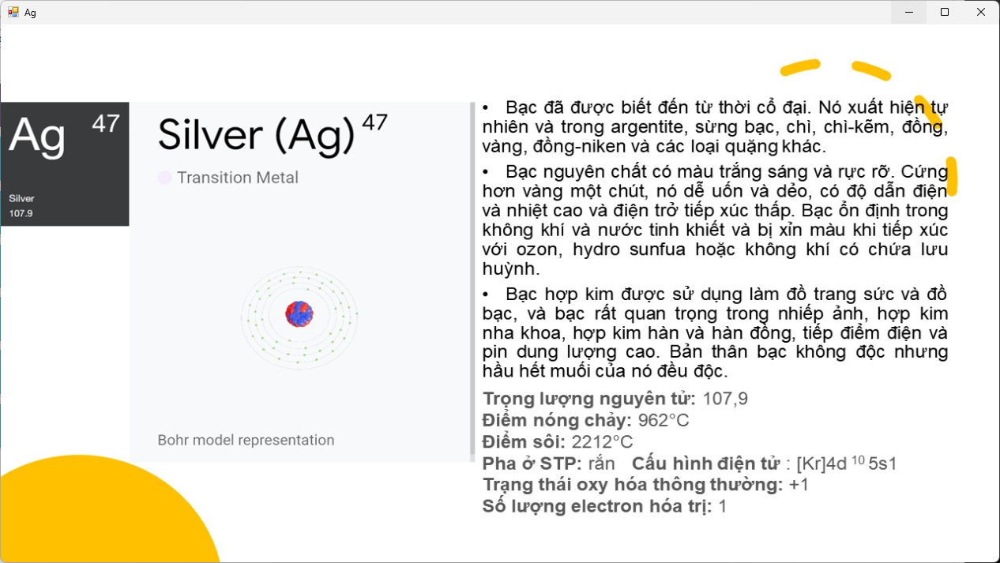 Ag
Ag 47
Silver
107.9
Silver (Ag) 47
Transition Metal
Bohr model representation
• Bạc đã được biết đến từ thời cổ đại. Nó xuất hiện tự
nhiên và trong argentite, sừng bạc, chì, chì-kẽm, đồng,
vàng, đồng-niken và các loại quặng khác.
• Bạc nguyên chất có màu trắng sáng và rực rỡ. Cứng
hơn vàng một chút, nó dễ uốn và dẻo, có độ dẫn điện
và nhiệt cao và điện trở tiếp xúc thấp. Bạc ổn định trong
không khí và nước tinh khiết và bị xỉn màu khi tiếp xúc
với ozon, hydro sunfua hoặc không khí có chứa lưu
huỳnh.
• Bạc hợp kim được sử dụng làm đồ trang sức và đồ
bạc, và bạc rất quan trọng trong nhiếp ảnh, hợp kim
nha khoa, hợp kim hàn và hàn đồng, tiếp điểm điện và
pin dung lượng cao. Bản thân bạc không độc nhưng
hầu hết muối của nó đều độc.
Trọng lượng nguyên tử: 107,9
Điểm nóng chảy: 962°C
Điểm sôi: 2212°C
Pha ở STP: rắn Cấu hình điện tử : [Kr]4d ¹⁰ 5s1
Trạng thái oxy hóa thông thường: +1
Số lượng electron hóa trị: 1